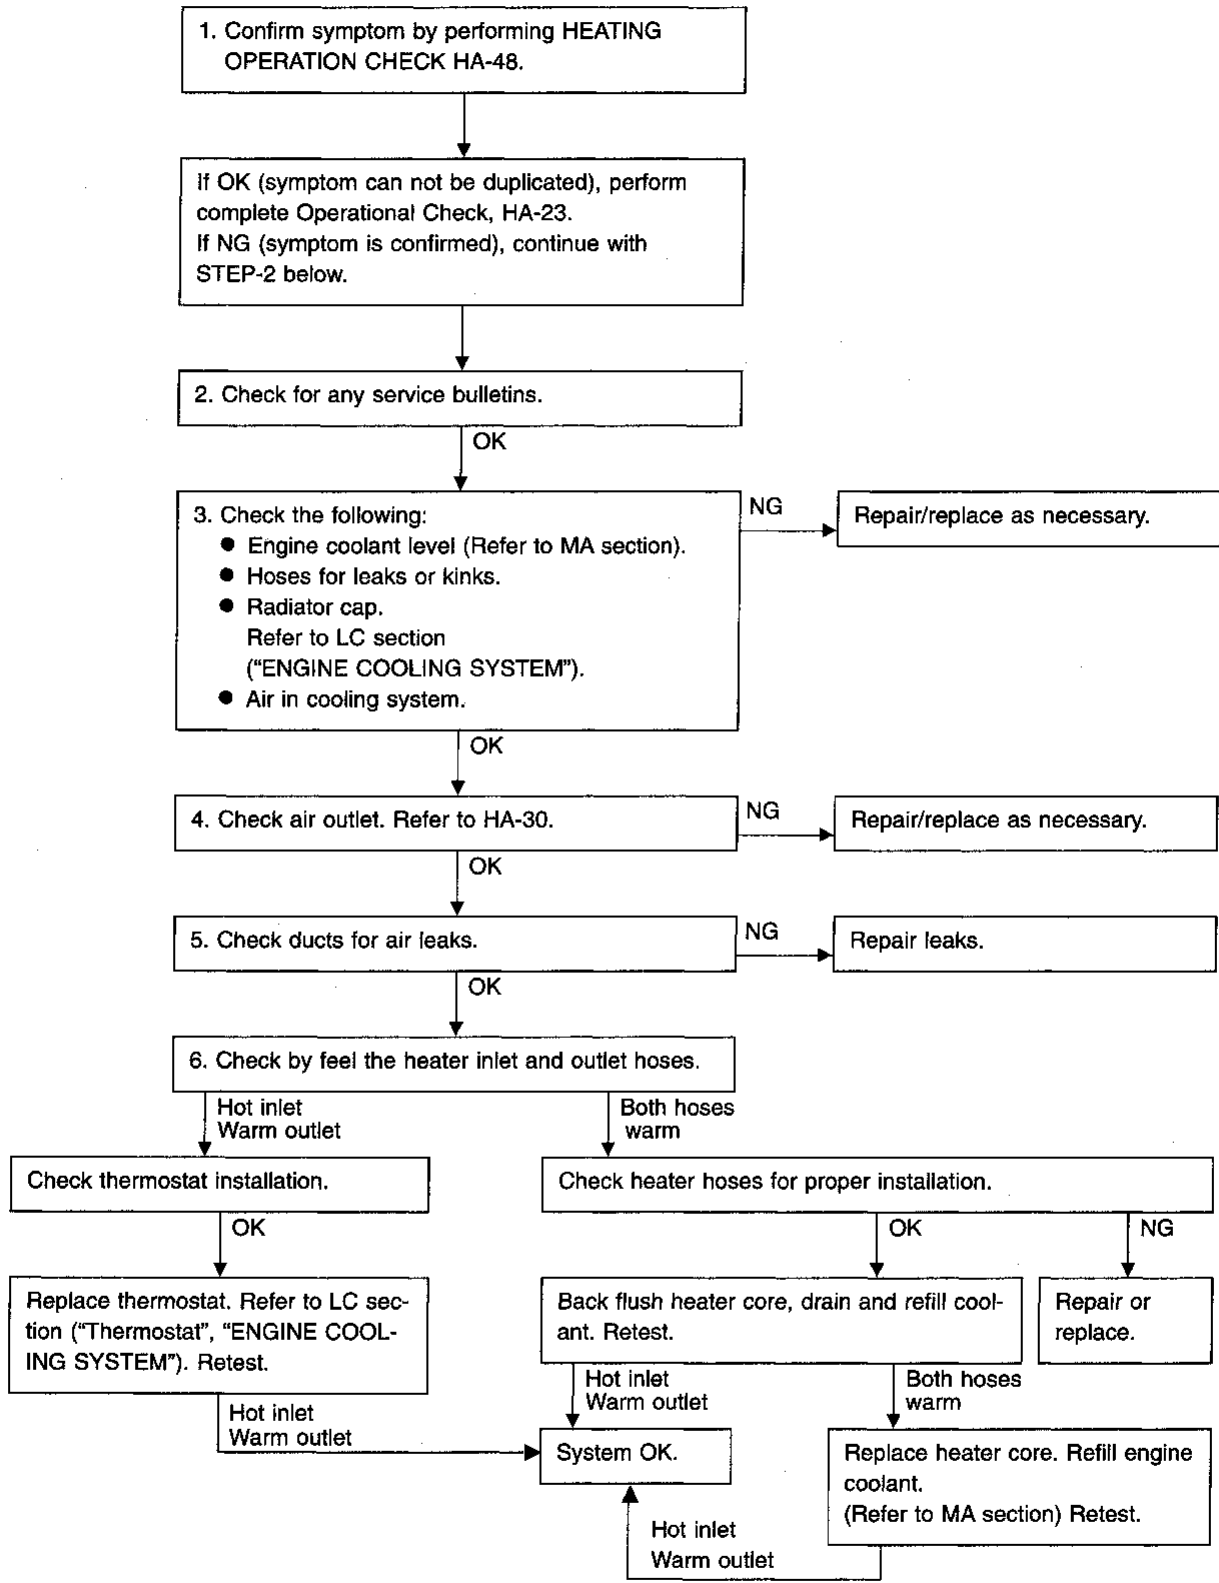 1. Confirm symptom by performing HEATING
OPERATION CHECK HA-48.
If OK (symptom can not be duplicated), perform
complete Operational Check, HA-23.
If NG (symptom is confirmed), continue with
STEP-2 below.
2. Check for any service bulletins.
OK
3. Check the following:
● Engine coolant level (Refer to MA section).
● Hoses for leaks or kinks.
● Radiator cap.
Refer to LC section
(“ENGINE COOLING SYSTEM”).
● Air in cooling system.
NG
Repair/replace as necessary.
OK
4. Check air outlet. Refer to HA-30.
NG
Repair/replace as necessary.
OK
5. Check ducts for air leaks.
NG
Repair leaks.
OK
6. Check by feel the heater inlet and outlet hoses.
Hot inlet
Warm outlet
Both hoses
warm
Check thermostat installation.
Check heater hoses for proper installation.
OK
OK
NG
Replace thermostat. Refer to LC sec-
tion (“Thermostat”, “ENGINE COOL-
ING SYSTEM”). Retest.
Back flush heater core, drain and refill cool-
ant. Retest.
Repair or
replace.
Hot inlet
Warm outlet
Hot inlet
Warm outlet
Both hoses
warm
System OK.
Replace heater core. Refill engine
coolant.
(Refer to MA section) Retest.
Hot inlet
Warm outlet